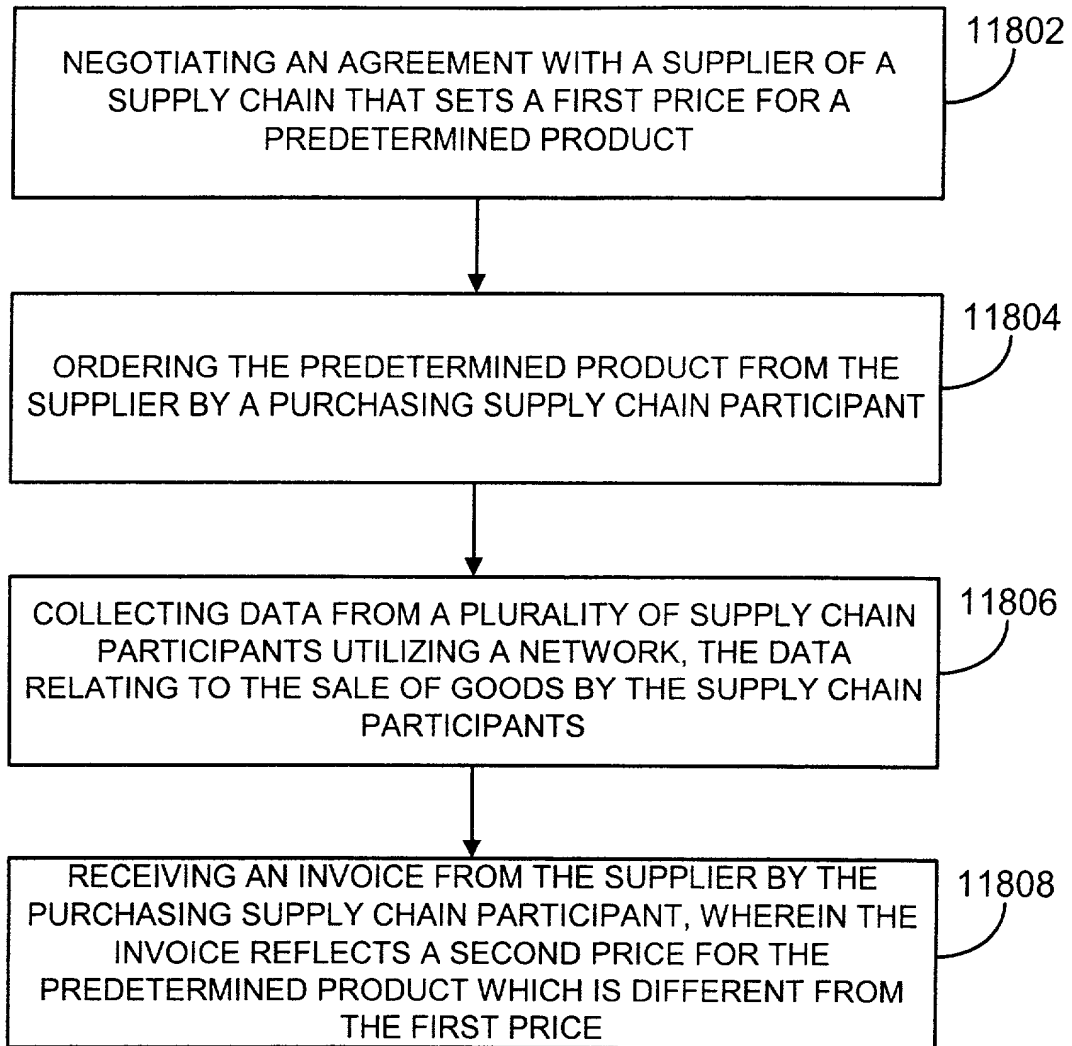 11802
NEGOTIATING AN AGREEMENT WITH A SUPPLIER OF A
SUPPLY CHAIN THAT SETS A FIRST PRICE FOR A
PREDETERMINED PRODUCT
11804
ORDERING THE PREDETERMINED PRODUCT FROM THE
SUPPLIER BY A PURCHASING SUPPLY CHAIN PARTICIPANT
11806
COLLECTING DATA FROM A PLURALITY OF SUPPLY CHAIN
PARTICIPANTS UTILIZING A NETWORK, THE DATA
RELATING TO THE SALE OF GOODS BY THE SUPPLY CHAIN
PARTICIPANTS
11808
RECEIVING AN INVOICE FROM THE SUPPLIER BY THE
PURCHASING SUPPLY CHAIN PARTICIPANT, WHEREIN THE
INVOICE REFLECTS A SECOND PRICE FOR THE
PREDETERMINED PRODUCT WHICH IS DIFFERENT FROM
THE FIRST PRICE